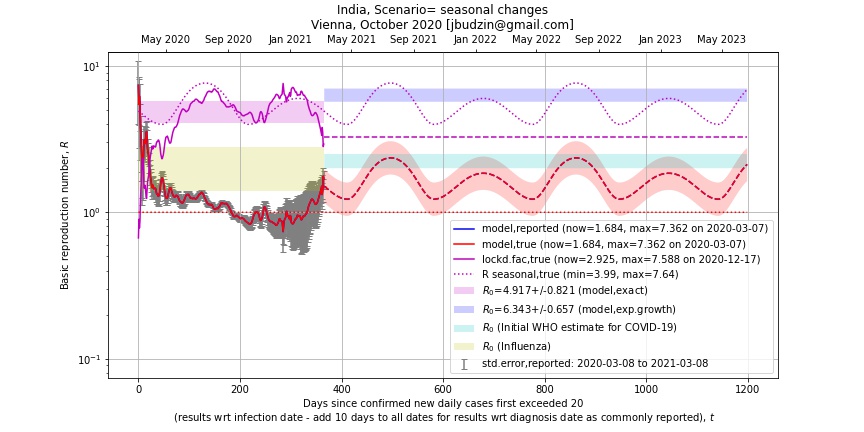 India, Scenario= seasonal changes
Vienna, October 2020 [jbudzin@gmail.com]
May 2020 Sep 2020 Jan 2021 May 2021 Sep 2021 Jan 2022 May 2022 Sep 2022 Jan 2023 May 2023
10¹
10⁰
10⁻¹
Basic reproduction number, R
model,reported (now=1.684, max=7.362 on 2020-03-07)
model,true (now=1.684, max=7.362 on 2020-03-07)
lockd.fac,true (now=2.925, max=7.588 on 2020-12-17)
R seasonal,true (min=3.99, max=7.64)
R₀=4.917+/-0.821 (model,exact)
R₀=6.343+/-0.657 (model,exp.growth)
R₀ (Initial WHO estimate for COVID-19)
R₀ (Influenza)
std.error,reported: 2020-03-08 to 2021-03-08
0 200 400 600 800 1000 1200
Days since confirmed new daily cases first exceeded 20
(results wrt infection date - add 10 days to all dates for results wrt diagnosis date as commonly reported), t